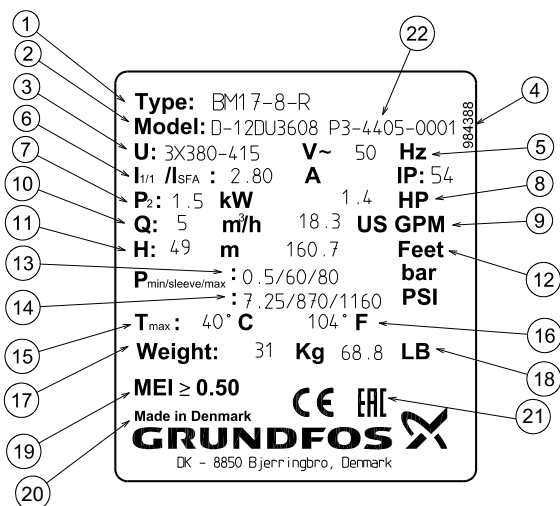 1
2
3
4
5
6
7
8
9
10
11
12
13
14
15
16
17
18
19
20
21
22
Type: BM17-8-R
Model: D-12DU3608 P3-4405-0001
984388
U: 3X380-415 V~ 50 Hz
I1/1 /ISFA : 2.80 A IP: 54
P2: 1.5 kW 1.4 HP
Q: 5 m³/h 18.3 US GPM
H: 49 m 160.7 Feet
Pmin/sleeve/max : 0.5/60/80 bar
: 7.25/870/1160 PSI
Tmax: 40° C 104° F
Weight: 31 Kg 68.8 LB
MEI ≥ 0.50
CE EAC
Made in Denmark
GRUNDFOS
DK - 8850 Bjerringbro, Denmark